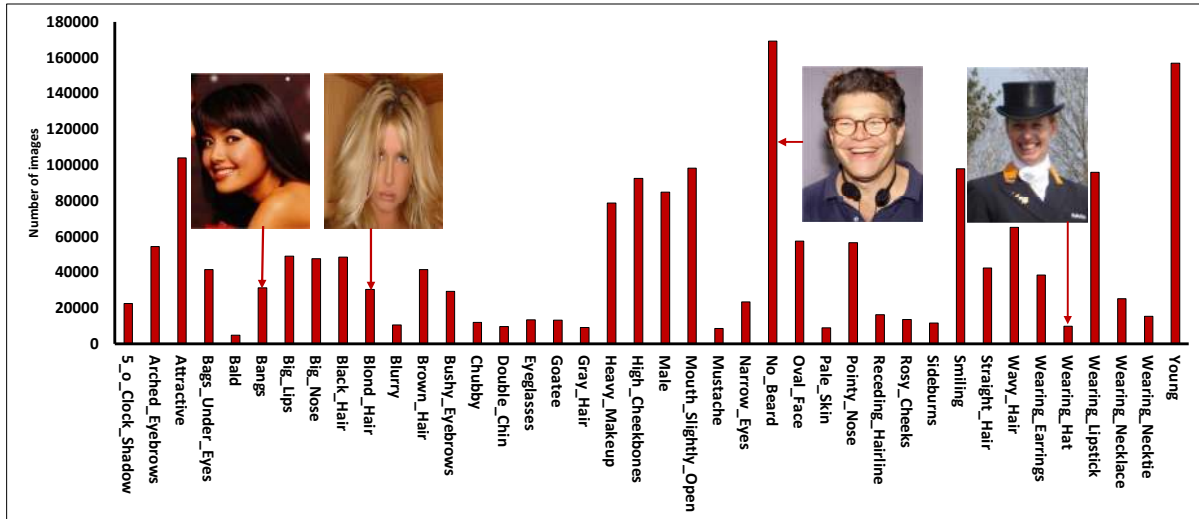 180000
160000
140000
120000
100000
80000
60000
40000
20000
0
Number of images
5_o_Clock_Shadow
Arched_Eyebrows
Attractive
Bags_Under_Eyes
Bald
Bangs
Big_Lips
Big_Nose
Black_Hair
Blond_Hair
Blurry
Brown_Hair
Bushy_Eyebrows
Chubby
Double_Chin
Eyeglasses
Goatee
Gray_Hair
Heavy_Makeup
High_Cheekbones
Male
Mouth_Slightly_Open
Mustache
Narrow_Eyes
No_Beard
Oval_Face
Pale_Skin
Pointy_Nose
Receding_Hairline
Rosy_Cheeks
Sideburns
Smiling
Straight_Hair
Wavy_Hair
Wearing_Earrings
Wearing_Hat
Wearing_Lipstick
Wearing_Necklace
Wearing_Necktie
Young